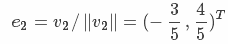 e₂ = v₂ / ‖v₂‖ = (− 3/5 , 4/5)ᵀ